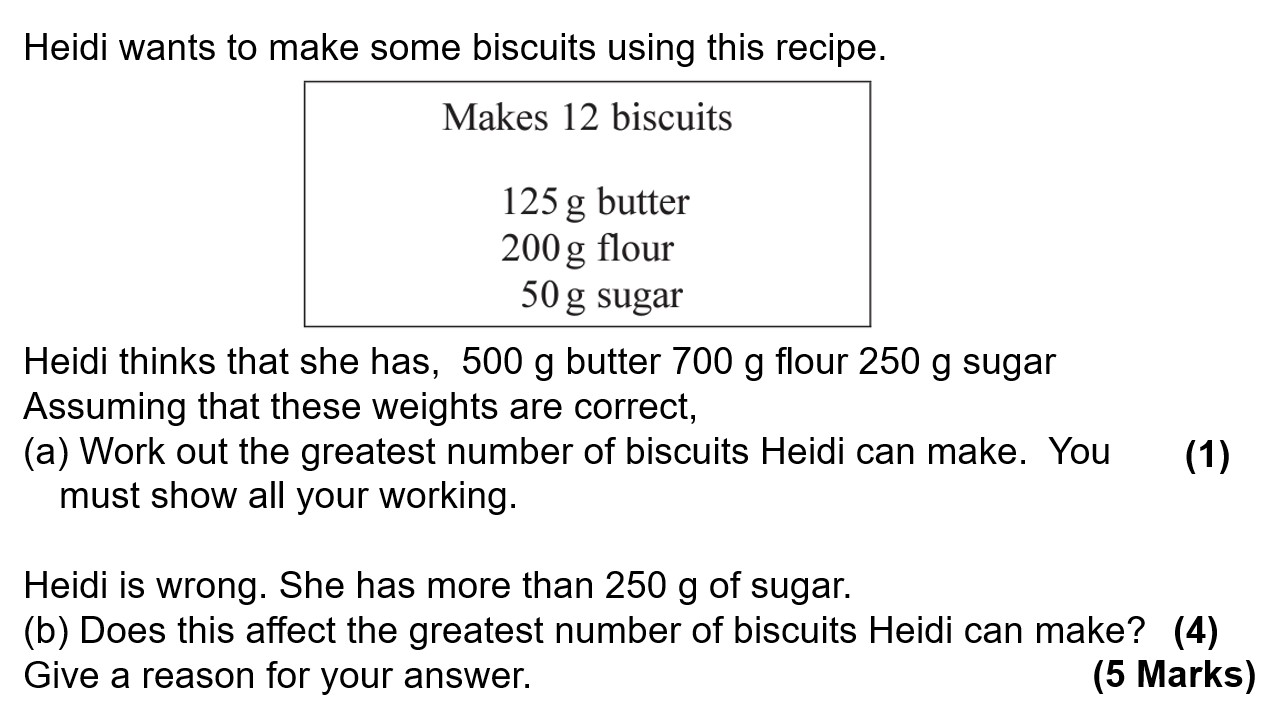 Heidi wants to make some biscuits using this recipe.
Makes 12 biscuits
125 g butter
200 g flour
50 g sugar
Heidi thinks that she has,  500 g butter 700 g flour 250 g sugar
Assuming that these weights are correct,
(a) Work out the greatest number of biscuits Heidi can make.  You (1)
must show all your working.
Heidi is wrong. She has more than 250 g of sugar.
(b) Does this affect the greatest number of biscuits Heidi can make? (4)
Give a reason for your answer. (5 Marks)